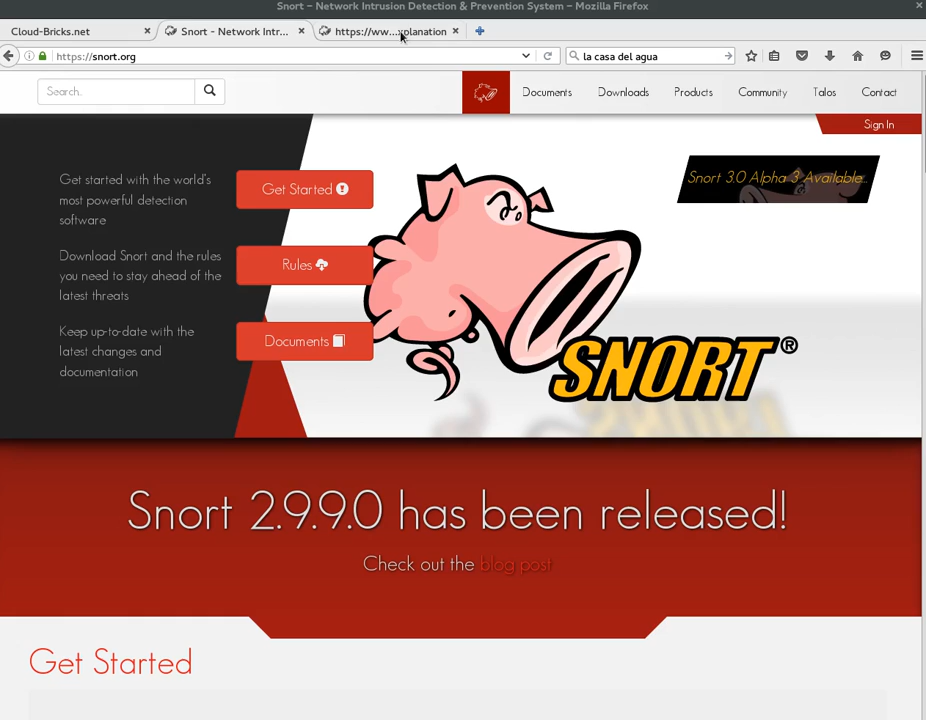 Snort – Network Intrusion Detection & Prevention System – Mozilla Firefox
Cloud-Bricks.net
Snort - Network Intr...
https://ww...xplanation
https://snort.org
la casa del agua
Search.
Documents
Downloads
Products
Community
Talos
Contact
Sign In
Get started with the world's
most powerful detection
software
Get Started
Snort 3.0 Alpha 3 Available...
Download Snort and the rules
you need to stay ahead of the
latest threats
Rules
Keep up-to-date with the
latest changes and
documentation
Documents
SNORT®
Snort 2.9.9.0 has been released!
Check out the blog post
Get Started